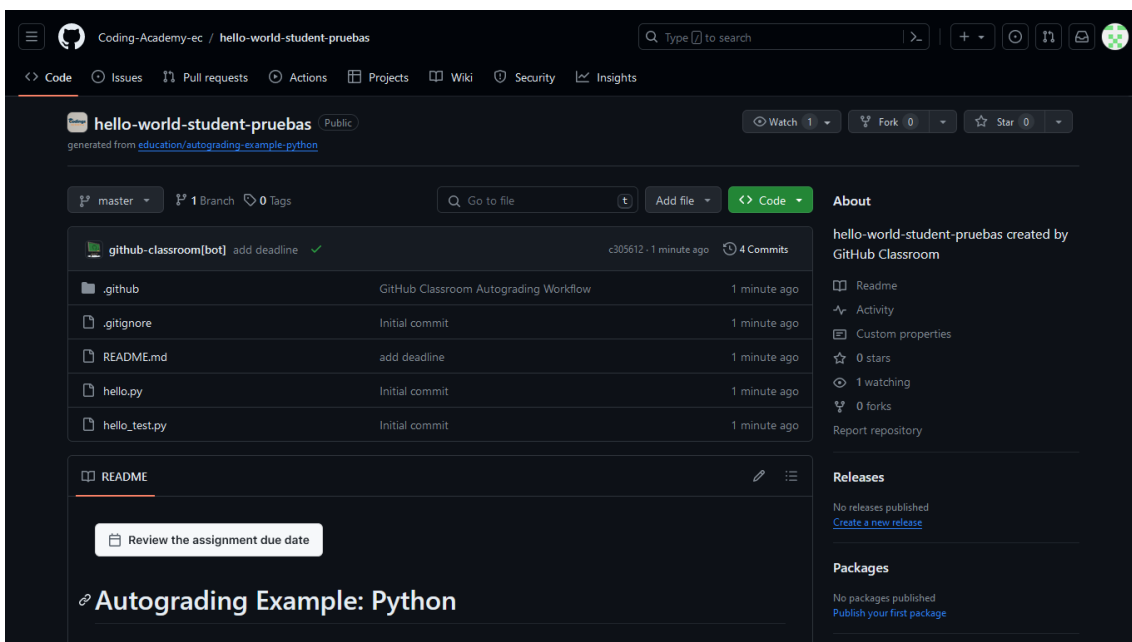 Coding-Academy-ec / hello-world-student-pruebas
Type / to search
Code Issues Pull requests Actions Projects Wiki Security Insights
hello-world-student-pruebas Public
Watch 1 Fork 0 Star 0
generated from education/autograding-example-python
master 1 Branch 0 Tags Go to file t Add file Code
github-classroom[bot] add deadline c305612 · 1 minute ago 4 Commits
.github GitHub Classroom Autograding Workflow 1 minute ago
.gitignore Initial commit 1 minute ago
README.md add deadline 1 minute ago
hello.py Initial commit 1 minute ago
hello_test.py Initial commit 1 minute ago
README
Review the assignment due date
Autograding Example: Python
About
hello-world-student-pruebas created by
GitHub Classroom
Readme
Activity
Custom properties
0 stars
1 watching
0 forks
Report repository
Releases
No releases published
Create a new release
Packages
No packages published
Publish your first package